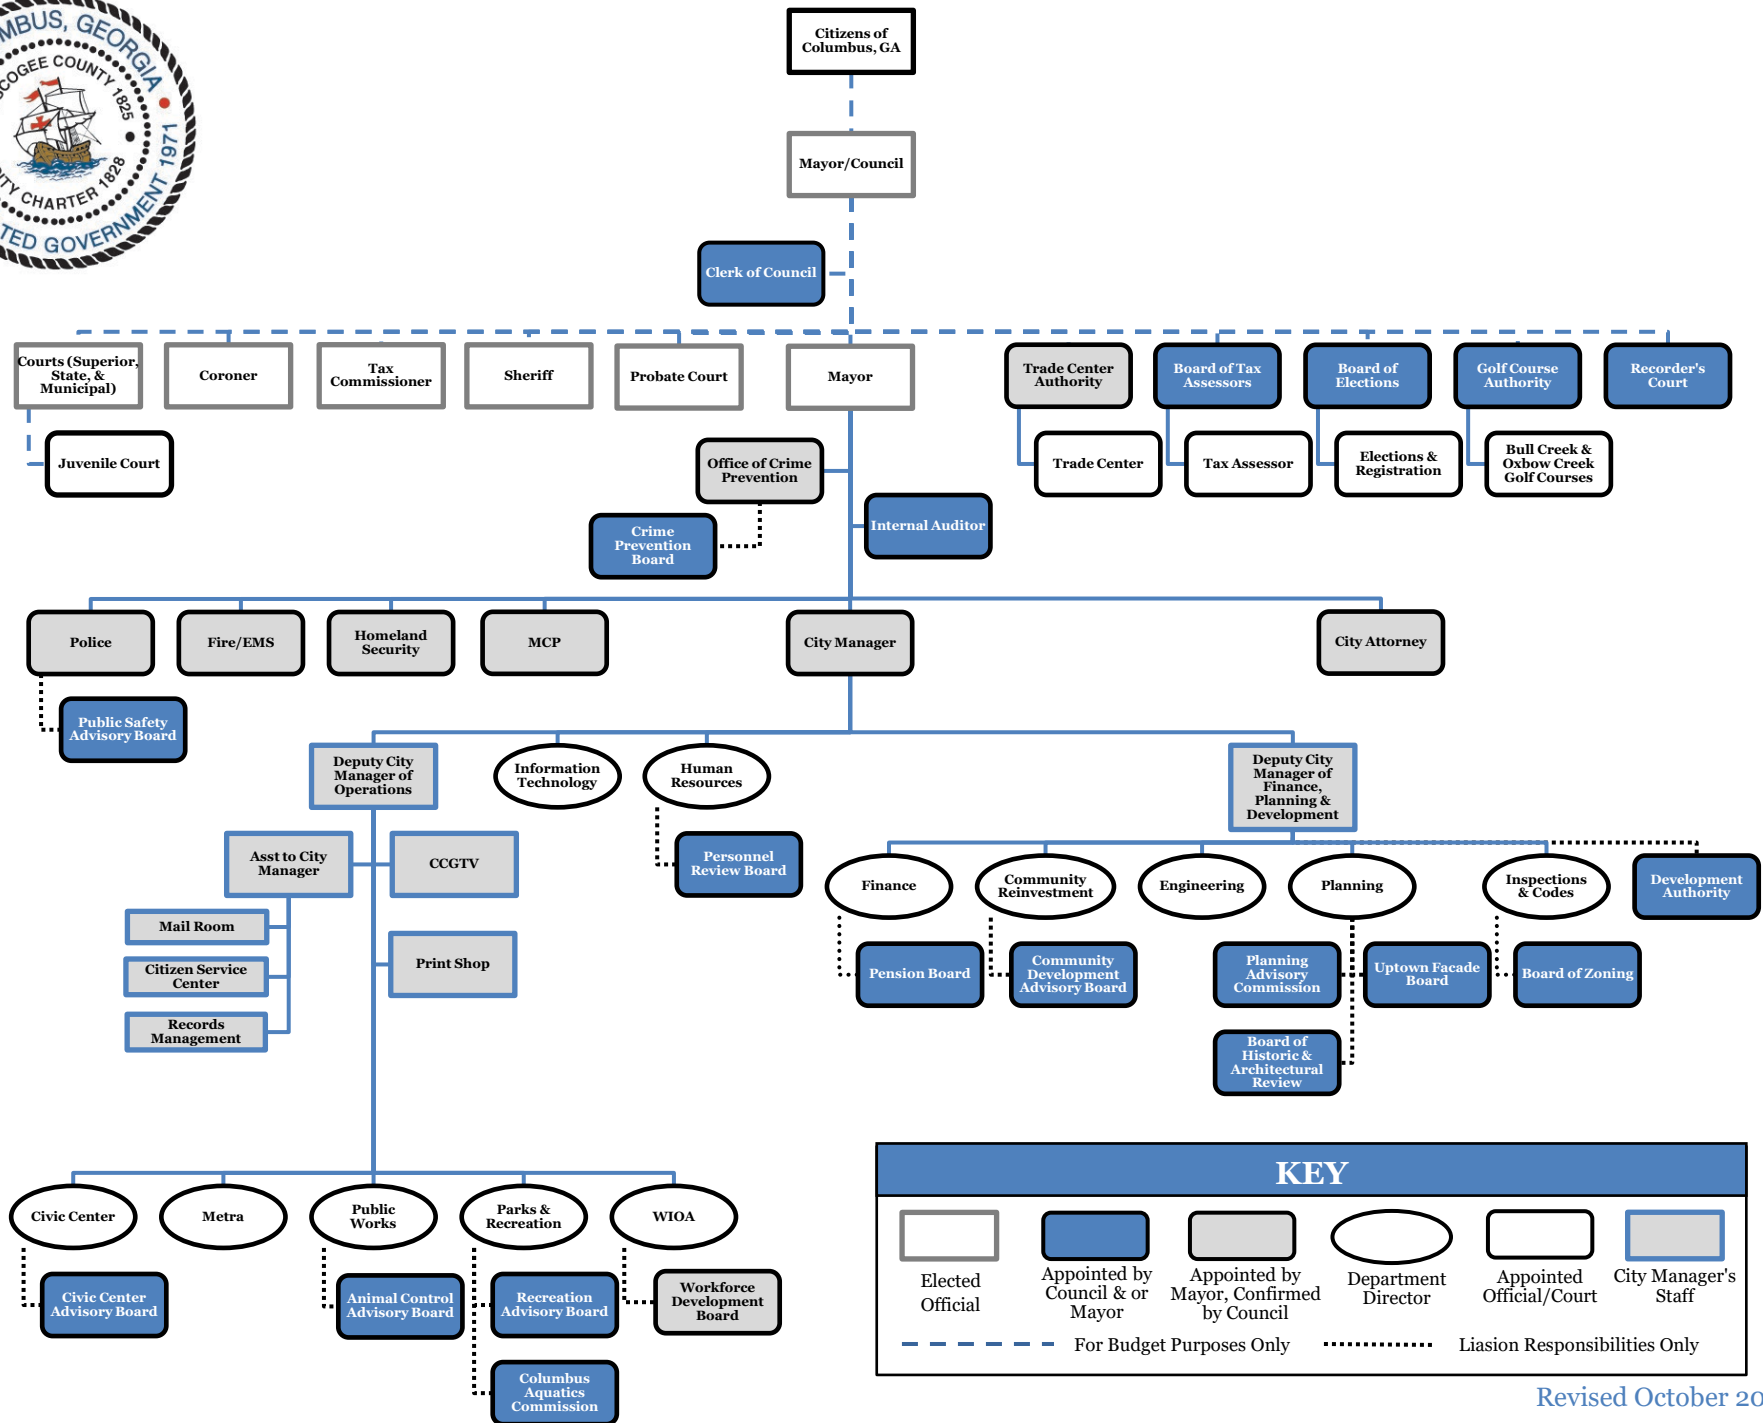 MBUS, GEORGIA
COGEE COUNTY 1825
CHARTER 1828
TED GOVERNMENT 1971
Citizens of
Columbus, GA
Mayor/Council
Clerk of Council
Courts (Superior,
State, &
Municipal)
Coroner
Tax
Commissioner
Sheriff
Probate Court
Mayor
Trade Center
Authority
Board of Tax
Assessors
Board of
Elections
Golf Course
Authority
Recorder's
Court
Juvenile Court
Office of Crime
Prevention
Trade Center
Tax Assessor
Elections &
Registration
Bull Creek &
Oxbow Creek
Golf Courses
Crime
Prevention
Board
Internal Auditor
Police
Fire/EMS
Homeland
Security
MCP
City Manager
City Attorney
Public Safety
Advisory Board
Deputy City
Manager of
Operations
Information
Technology
Human
Resources
Deputy City
Manager of
Finance,
Planning &
Development
Asst to City
Manager
CCGTV
Personnel
Review Board
Finance
Community
Reinvestment
Engineering
Planning
Inspections
& Codes
Development
Authority
Mail Room
Citizen Service
Center
Records
Management
Print Shop
Pension Board
Community
Development
Advisory Board
Planning
Advisory
Commission
Uptown Facade
Board
Board of Zoning
Board of
Historic &
Architectural
Review
Civic Center
Metra
Public
Works
Parks &
Recreation
WIOA
Civic Center
Advisory Board
Animal Control
Advisory Board
Recreation
Advisory Board
Workforce
Development
Board
Columbus
Aquatics
Commission
KEY
Elected
Official
Appointed by
Council & or
Mayor
Appointed by
Mayor, Confirmed
by Council
Department
Director
Appointed
Official/Court
City Manager's
Staff
For Budget Purposes Only
Liasion Responsibilities Only
Revised October 20